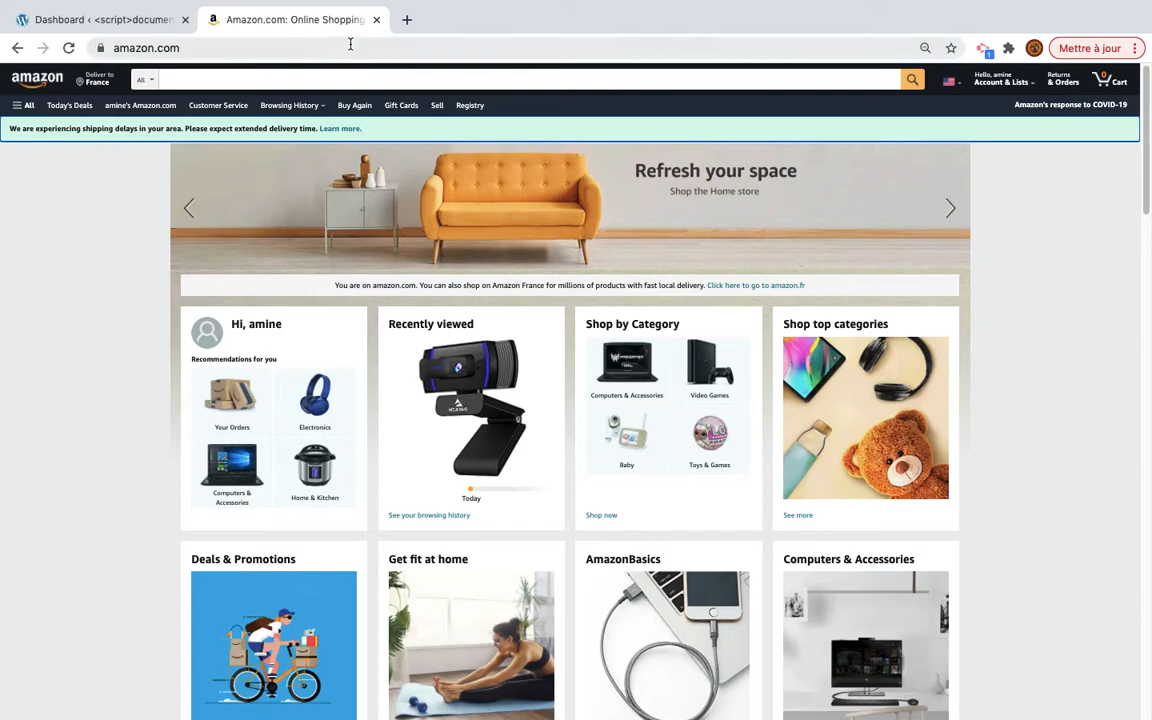 Dashboard ‹ <script>documen
Amazon.com: Online Shopping
amazon.com
1
Mettre à jour
amazon
Deliver to
France
All
Hello, amine
Account & Lists
Returns
& Orders
0
Cart
All
Today's Deals
amine's Amazon.com
Customer Service
Browsing History
Buy Again
Gift Cards
Sell
Registry
Amazon's response to COVID-19
We are experiencing shipping delays in your area. Please expect extended delivery time. Learn more.
Refresh your space
Shop the Home store
You are on amazon.com. You can also shop on Amazon France for millions of products with fast local delivery. Click here to go to amazon.fr
Hi, amine
Recommendations for you
Your Orders
Electronics
Computers &
Accessories
Home & Kitchen
Recently viewed
Today
See your browsing history
Shop by Category
PREDATOR
Computers & Accessories
Video Games
Baby
Toys & Games
Shop now
Shop top categories
See more
Deals & Promotions
Get fit at home
AmazonBasics
Computers & Accessories